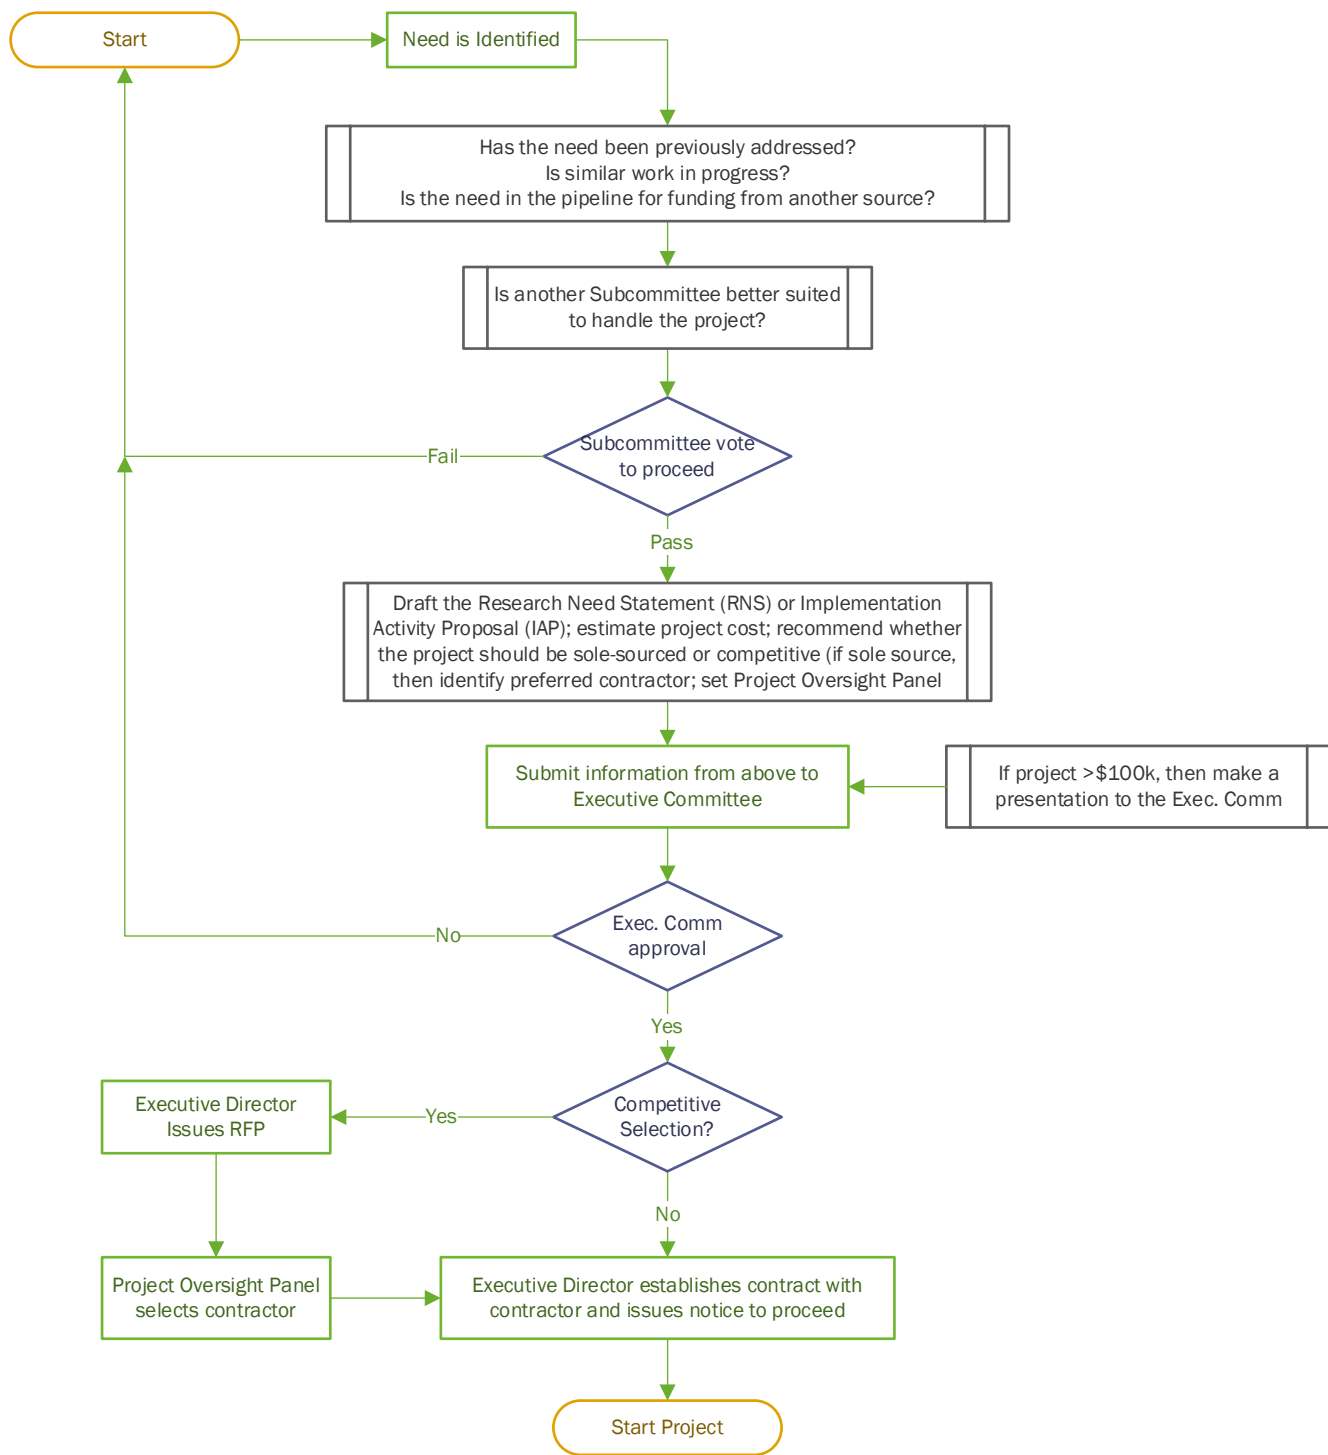 Start
Need is Identified
Has the need been previously addressed?
Is similar work in progress?
Is the need in the pipeline for funding from another source?
Is another Subcommittee better suited
to handle the project?
Subcommittee vote
to proceed
Fail
Pass
Draft the Research Need Statement (RNS) or Implementation
Activity Proposal (IAP); estimate project cost; recommend whether
the project should be sole-sourced or competitive (if sole source,
then identify preferred contractor; set Project Oversight Panel
Submit information from above to
Executive Committee
If project >$100k, then make a
presentation to the Exec. Comm
Exec. Comm
approval
No
Yes
Competitive
Selection?
Yes
Executive Director
Issues RFP
No
Project Oversight Panel
selects contractor
Executive Director establishes contract with
contractor and issues notice to proceed
Start Project